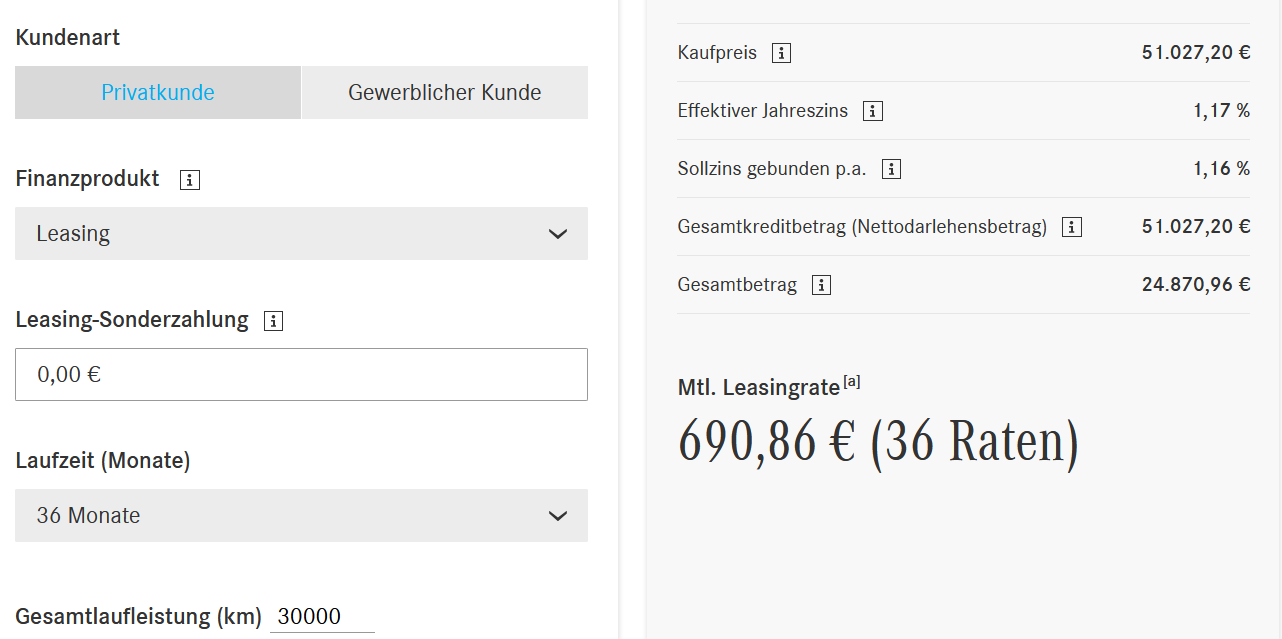 Kundenart
Privatkunde Gewerblicher Kunde
Finanzprodukt i
Leasing
Leasing-Sonderzahlung i
0,00 €
Laufzeit (Monate)
36 Monate
Gesamtlaufleistung (km) 30000
Kaufpreis i 51.027,20 €
Effektiver Jahreszins i 1,17 %
Sollzins gebunden p.a. i 1,16 %
Gesamtkreditbetrag (Nettodarlehensbetrag) i 51.027,20 €
Gesamtbetrag i 24.870,96 €
Mtl. Leasingrate [a]
690,86 € (36 Raten)